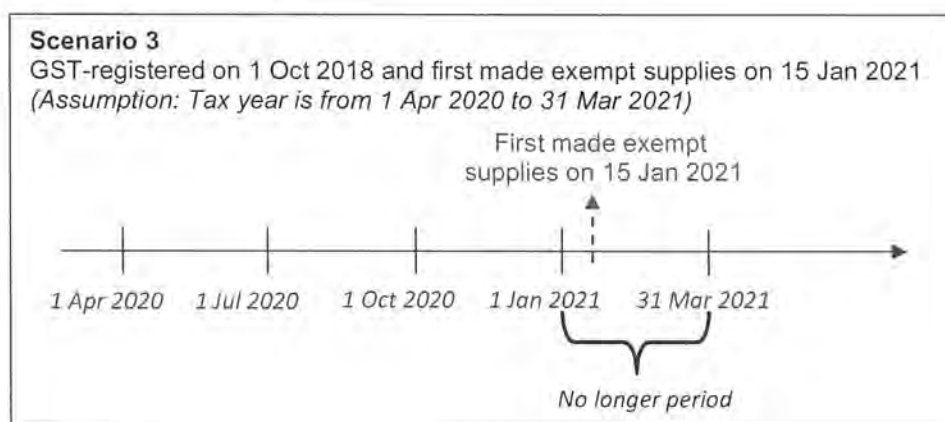 Scenario 3
GST-registered on 1 Oct 2018 and first made exempt supplies on 15 Jan 2021
(Assumption: Tax year is from 1 Apr 2020 to 31 Mar 2021)
First made exempt
supplies on 15 Jan 2021
1 Apr 2020 1 Jul 2020 1 Oct 2020 1 Jan 2021 31 Mar 2021
No longer period